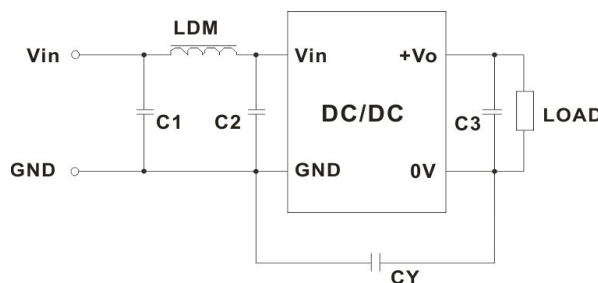 LDM
Vin
Vin
+Vo
C1
C2
DC/DC
C3
LOAD
GND
GND
0V
CY